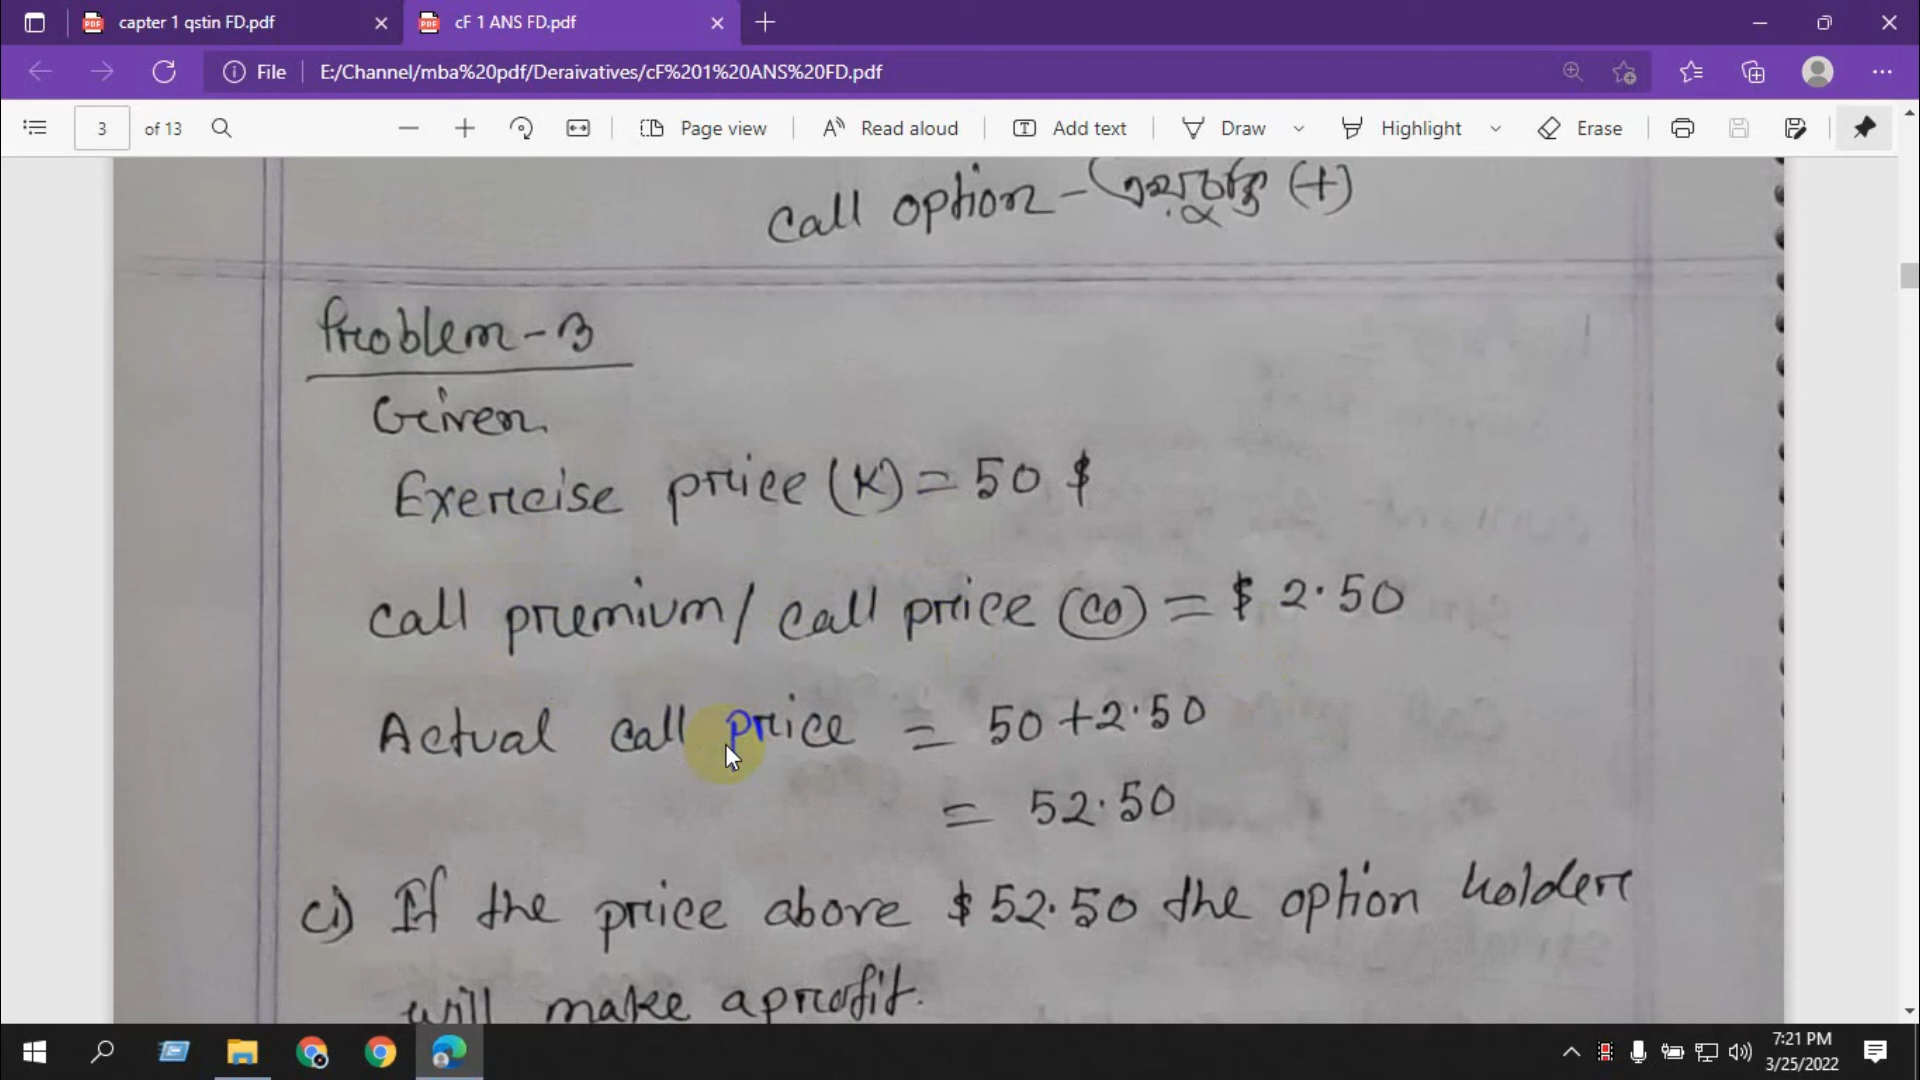 capter 1 qstin FD.pdf
cF 1 ANS FD.pdf
File
E:/Channel/mba%20pdf/Deraivatives/cF%201%20ANS%20FD.pdf
3 of 13
Page view
Read aloud
Add text
Draw
Highlight
Erase
call option - (+)
Problem-3
Given
Exercise price (K) = 50 $
call premium/ call price (co) = $ 2.50
Actual call price = 50+2.50
= 52.50
ci) If the price above $ 52.50 the option holder
will make a profit.
7:21 PM
3/25/2022